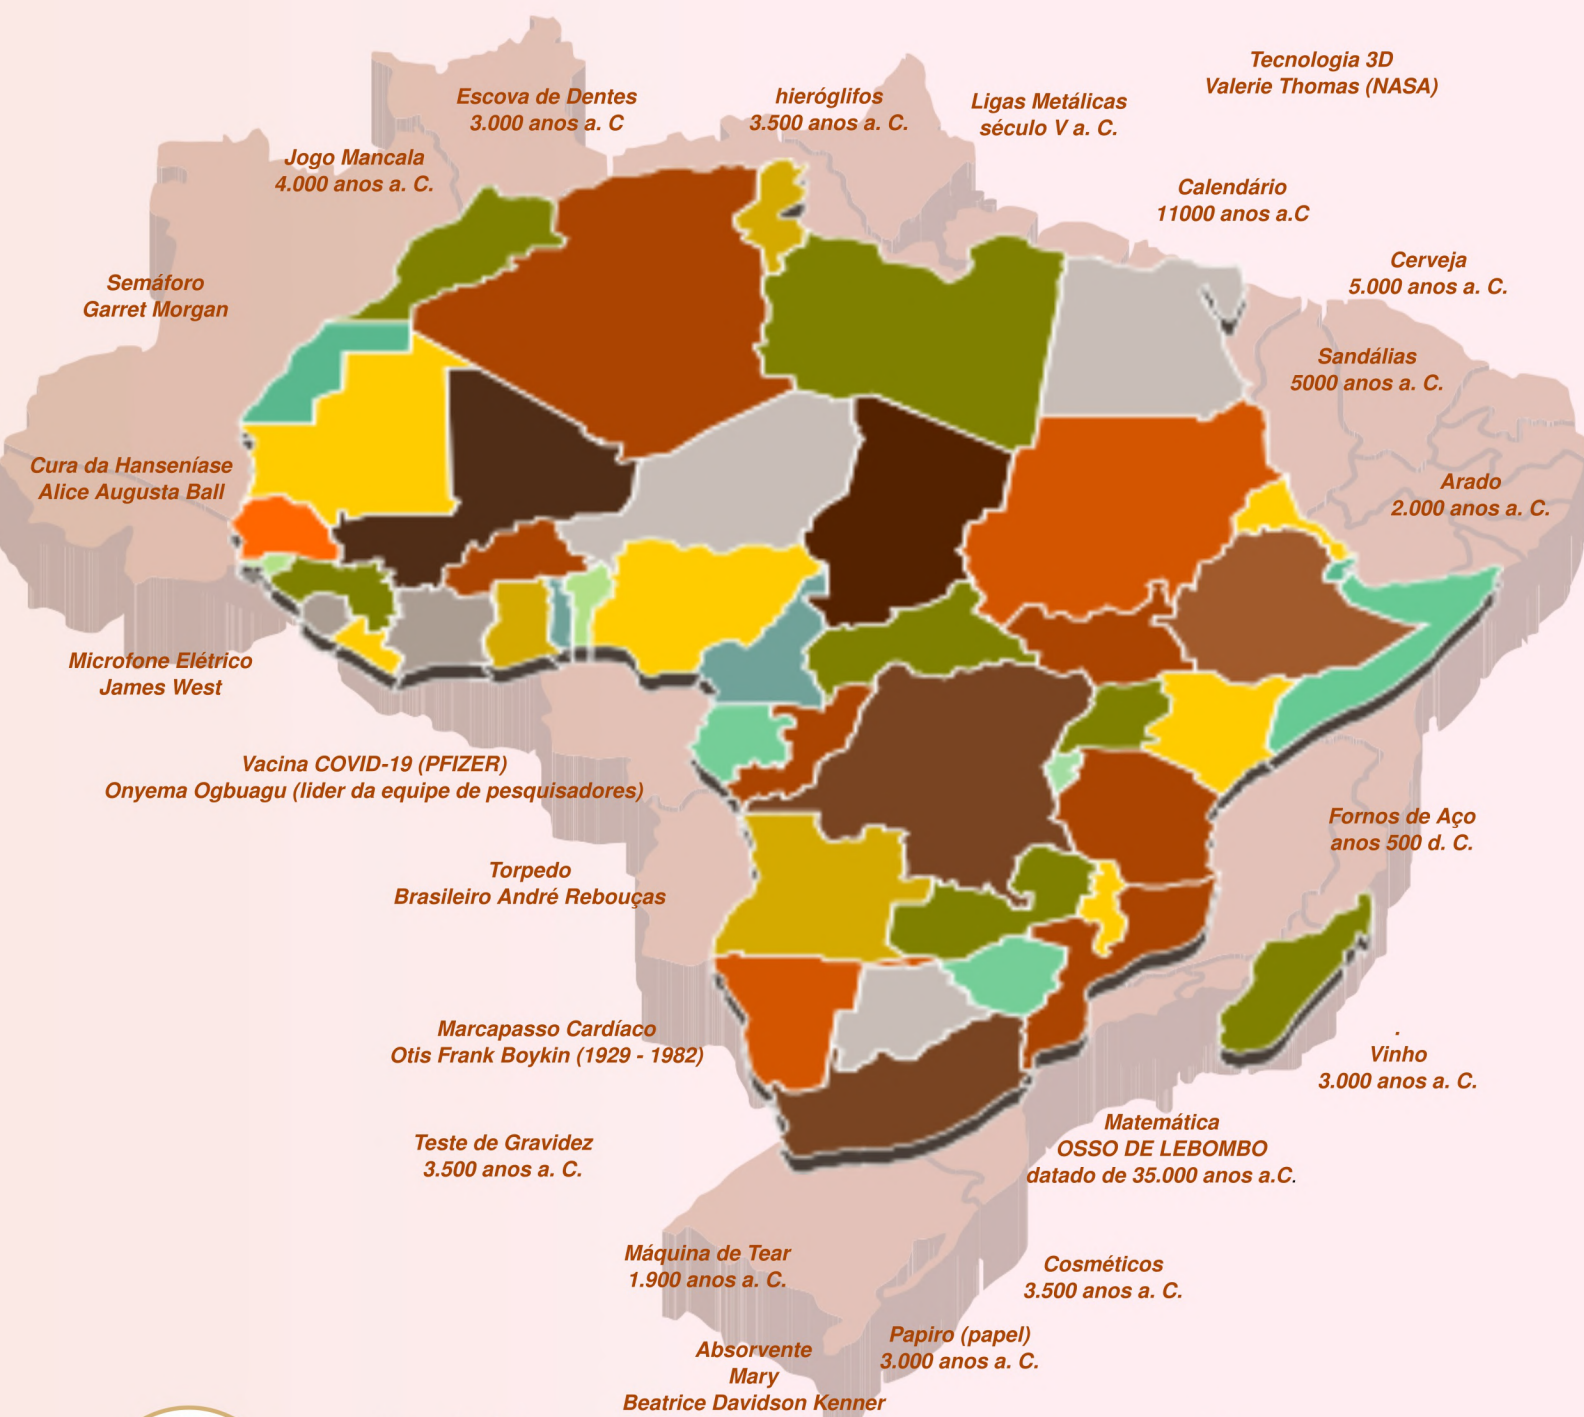 Tecnologia 3D
Valerie Thomas (NASA)
Escova de Dentes
3.000 anos a. C
hieróglifos
3.500 anos a. C.
Ligas Metálicas
século V a. C.
Jogo Mancala
4.000 anos a. C.
Calendário
11000 anos a.C
Semáforo
Garret Morgan
Cerveja
5.000 anos a. C.
Sandálias
5000 anos a. C.
Cura da Hanseníase
Alice Augusta Ball
Arado
2.000 anos a. C.
Microfone Elétrico
James West
Vacina COVID-19 (PFIZER)
Onyema Ogbuagu (lider da equipe de pesquisadores)
Fornos de Aço
anos 500 d. C.
Torpedo
Brasileiro André Rebouças
Marcapasso Cardíaco
Otis Frank Boykin (1929 - 1982)
.
Vinho
3.000 anos a. C.
Teste de Gravidez
3.500 anos a. C.
Matemática
OSSO DE LEBOMBO
datado de 35.000 anos a.C.
Máquina de Tear
1.900 anos a. C.
Cosméticos
3.500 anos a. C.
Papiro (papel)
3.000 anos a. C.
Absorvente
Mary
Beatrice Davidson Kenner